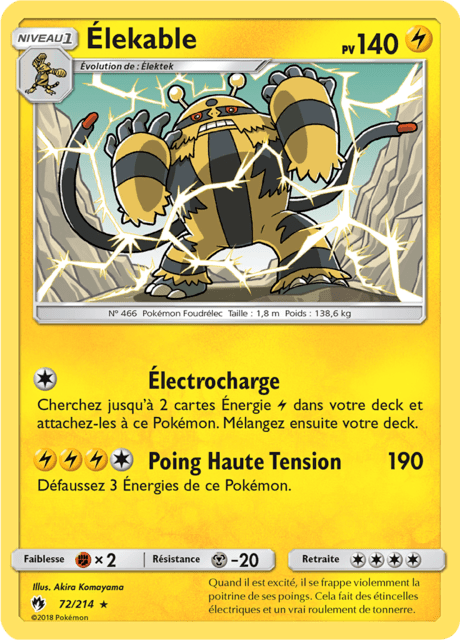 NIVEAU 1
Élekable
PV 140
Évolution de : Élektek
N° 466 Pokémon Foudrélec Taille : 1,8 m Poids : 138,6 kg
Électrocharge
Cherchez jusqu'à 2 cartes Énergie dans votre deck et
attachez-les à ce Pokémon. Mélangez ensuite votre deck.
Poing Haute Tension 190
Défaussez 3 Énergies de ce Pokémon.
Faiblesse × 2 Résistance -20 Retraite
Illus. Akira Komayama
72/214 ★
©2018 Pokémon
Quand il est excité, il se frappe violemment la
poitrine de ses poings. Cela fait des étincelles
électriques et un vrai roulement de tonnerre.